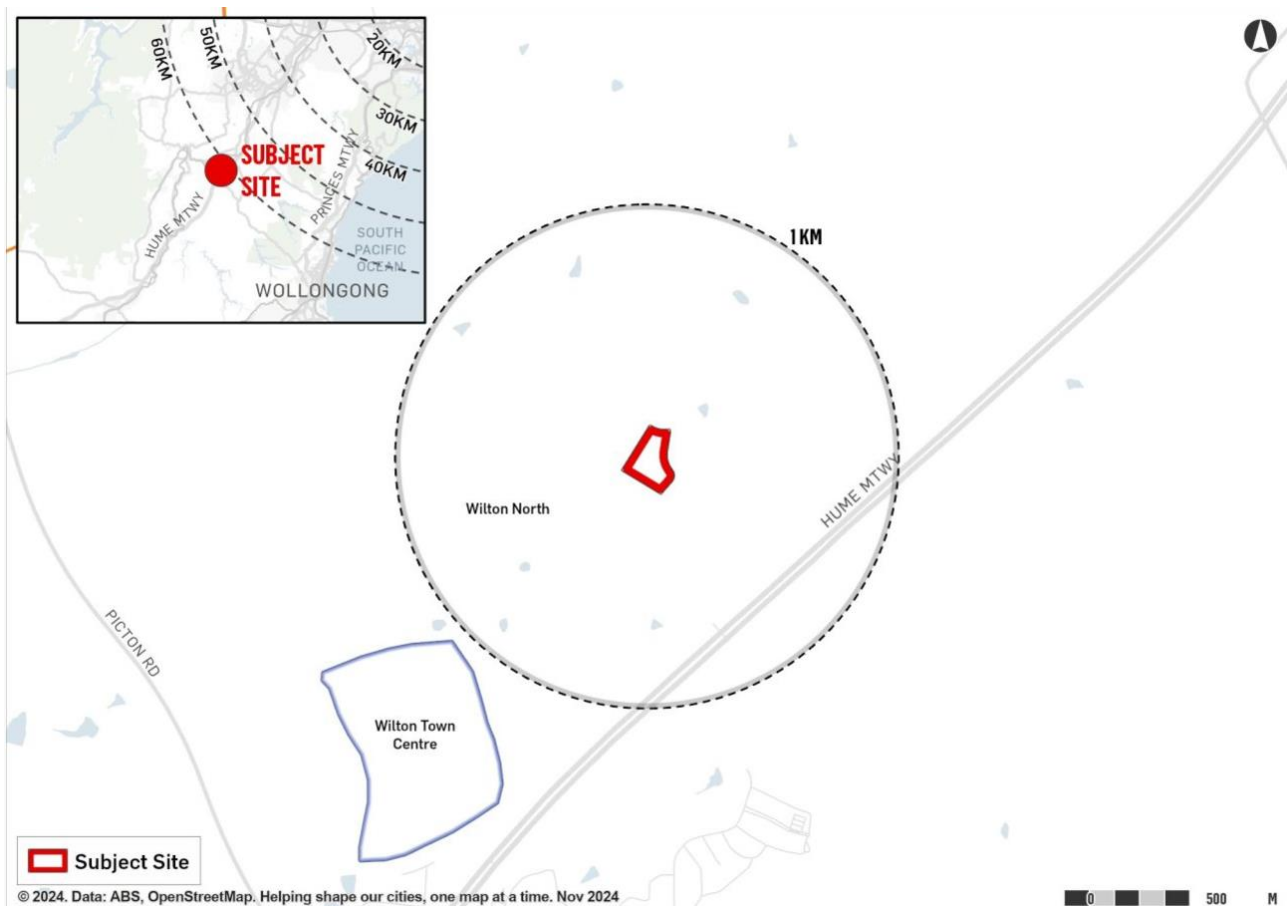 60KM
50KM
20KM
30KM
40KM
SUBJECT
SITE
HUME MTWY
PRINCES MTWY
SOUTH
PACIFIC
OCEAN
WOLLONGONG
1 KM
Wilton North
HUME MTWY
PICTON RD
Wilton Town
Centre
Subject Site
© 2024. Data: ABS, OpenStreetMap. Helping shape our cities, one map at a time. Nov 2024
0 500 M